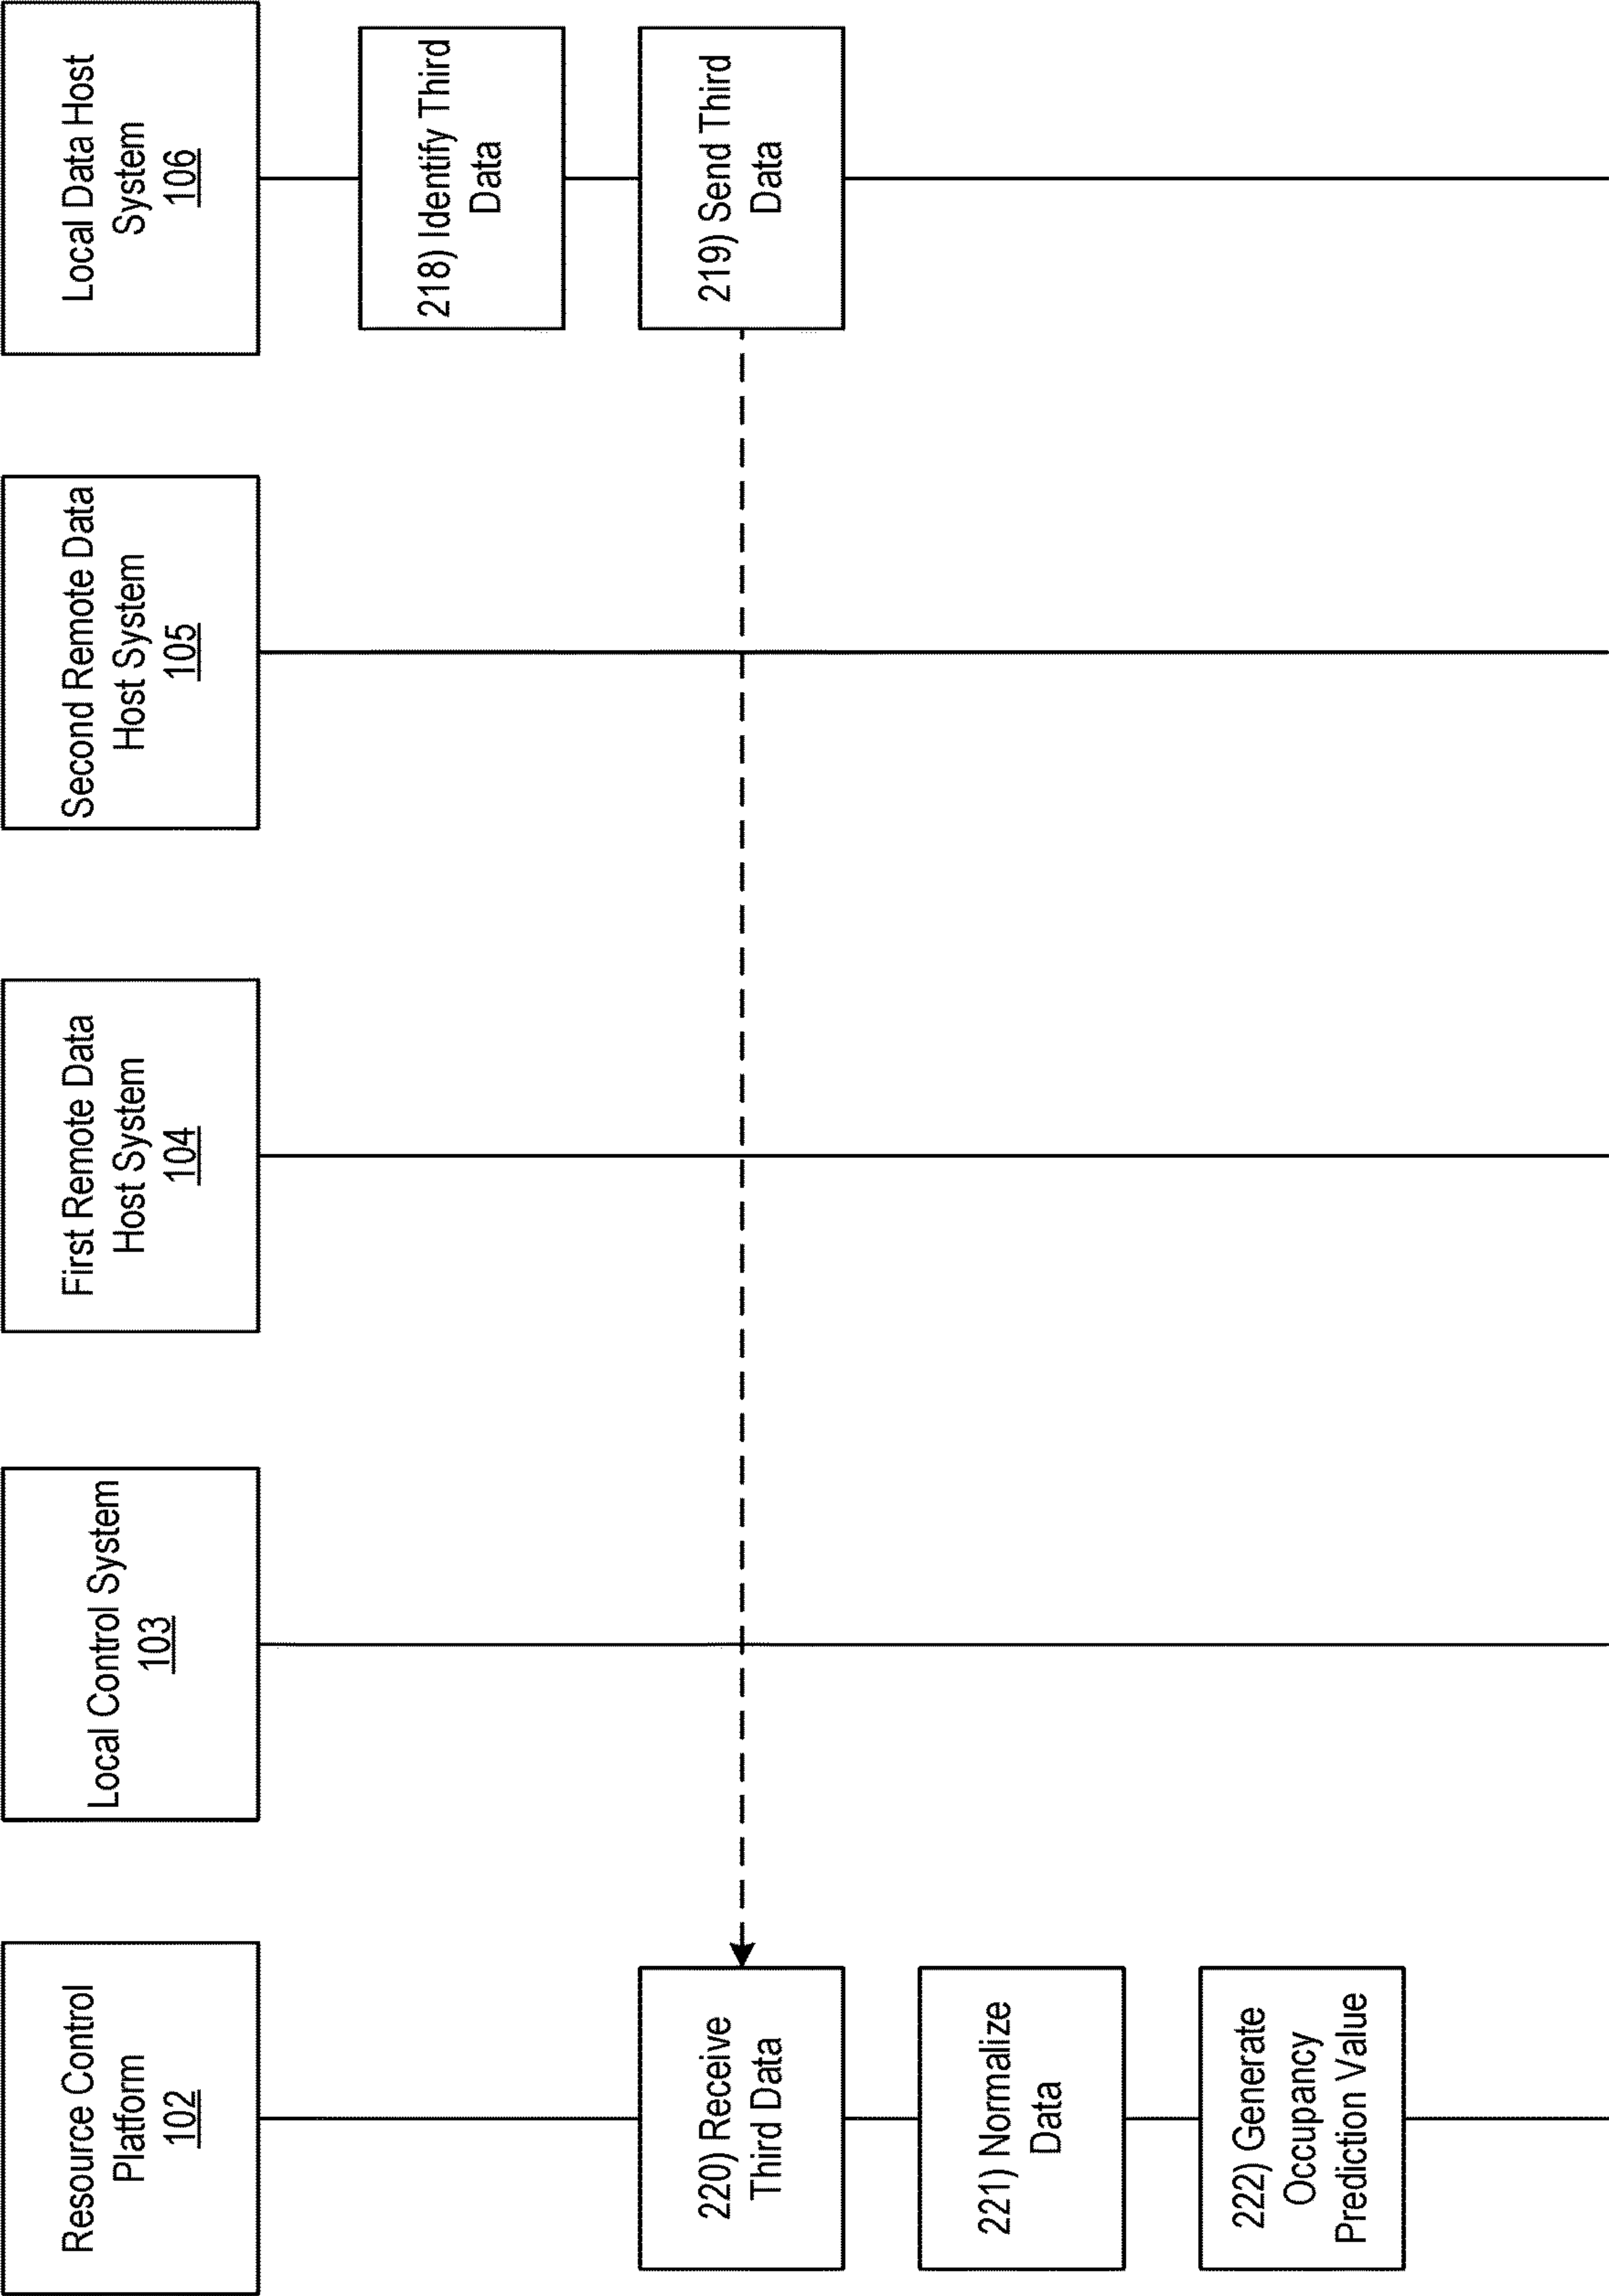 Resource Control
Platform
102
Local Control System
103
First Remote Data
Host System
104
Second Remote Data
Host System
105
Local Data Host
System
106
218) Identify Third
Data
219) Send Third
Data
220) Receive
Third Data
221) Normalize
Data
222) Generate
Occupancy
Prediction Value